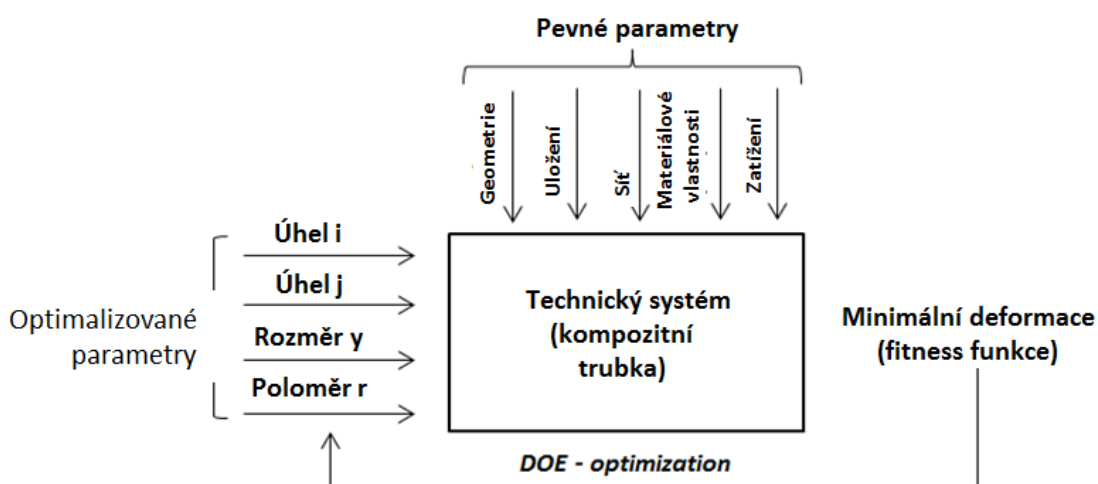 Pevné parametry
Geometrie
Uložení
Síť
Materiálové
vlastnosti
Zatížení
Úhel i
Úhel j
Rozměr y
Poloměr r
Optimalizované
parametry
Technický systém
(kompozitní
trubka)
Minimální deformace
(fitness funkce)
DOE - optimization